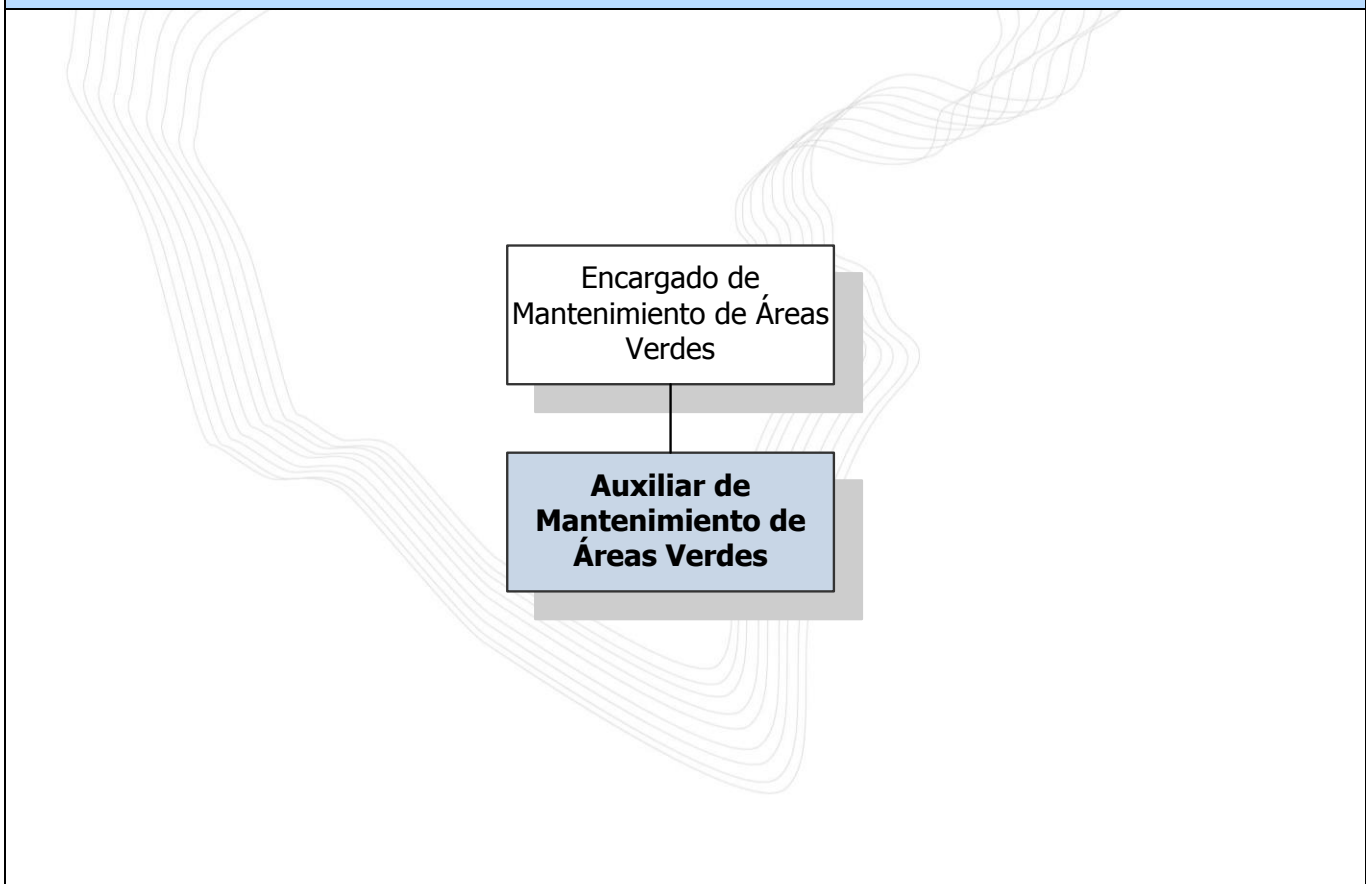 Encargado de
Mantenimiento de Áreas
Verdes
Auxiliar de
Mantenimiento de
Áreas Verdes